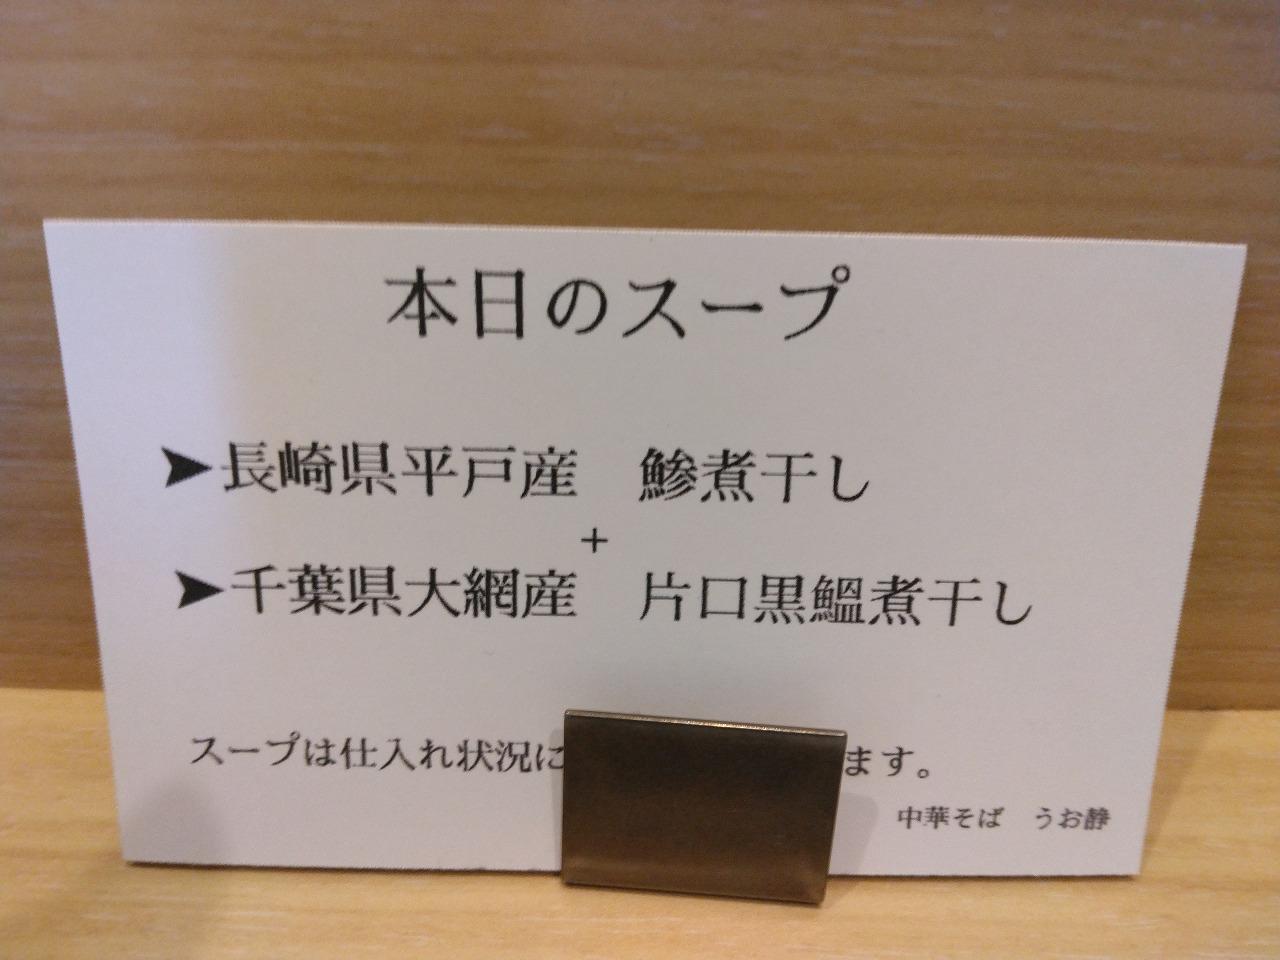 本日のスープ
➤長崎県平戸産　鯵煮干し
+
➤千葉県大網産　片口黒鰮煮干し
スープは仕入れ状況に
ます。
中華そば　うお静